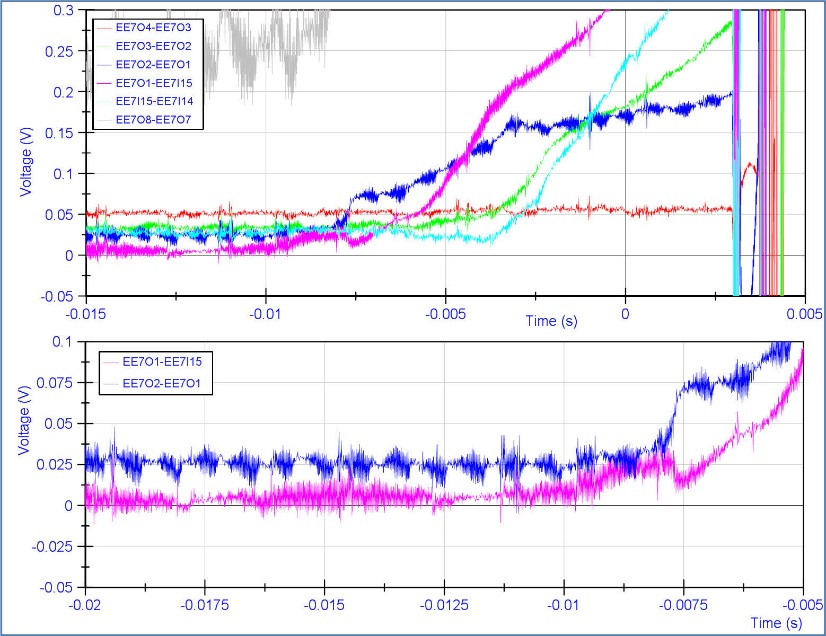 0.3
EE7O4-EE7O3
EE7O3-EE7O2
EE7O2-EE7O1
EE7O1-EE7I15
EE7I15-EE7I14
EE7O8-EE7O7
0.25
0.2
0.15
0.1
0.05
0
-0.05
Voltage (V)
-0.015 -0.01 -0.005 0 0.005
Time (s)
0.1
EE7O1-EE7I15
EE7O2-EE7O1
0.075
0.05
0.025
0
-0.025
-0.05
Voltage (V)
-0.02 -0.0175 -0.015 -0.0125 -0.01 -0.0075 -0.005
Time (s)